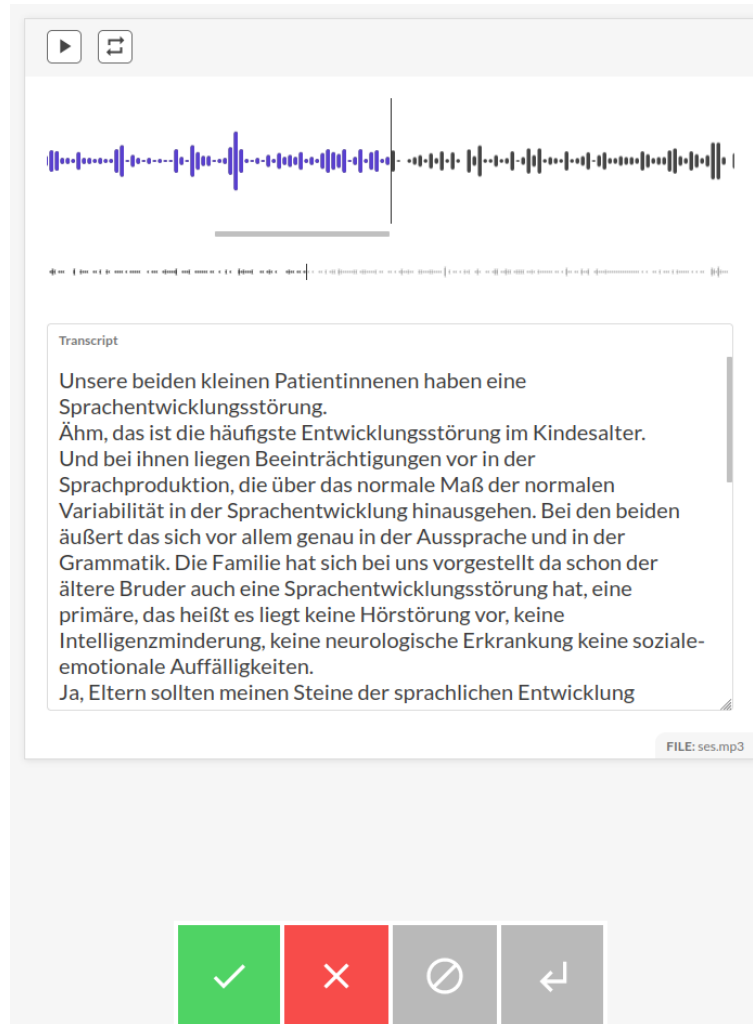 Transcript
Unsere beiden kleinen Patientinnenen haben eine
Sprachentwicklungsstörung.
Ähm, das ist die häufigste Entwicklungsstörung im Kindesalter.
Und bei ihnen liegen Beeinträchtigungen vor in der
Sprachproduktion, die über das normale Maß der normalen
Variabilität in der Sprachentwicklung hinausgehen. Bei den beiden
äußert das sich vor allem genau in der Aussprache und in der
Grammatik. Die Familie hat sich bei uns vorgestellt da schon der
ältere Bruder auch eine Sprachentwicklungsstörung hat, eine
primäre, das heißt es liegt keine Hörstörung vor, keine
Intelligenzminderung, keine neurologische Erkrankung keine soziale-
emotionale Auffälligkeiten.
Ja, Eltern sollten meinen Steine der sprachlichen Entwicklung
FILE: ses.mp3